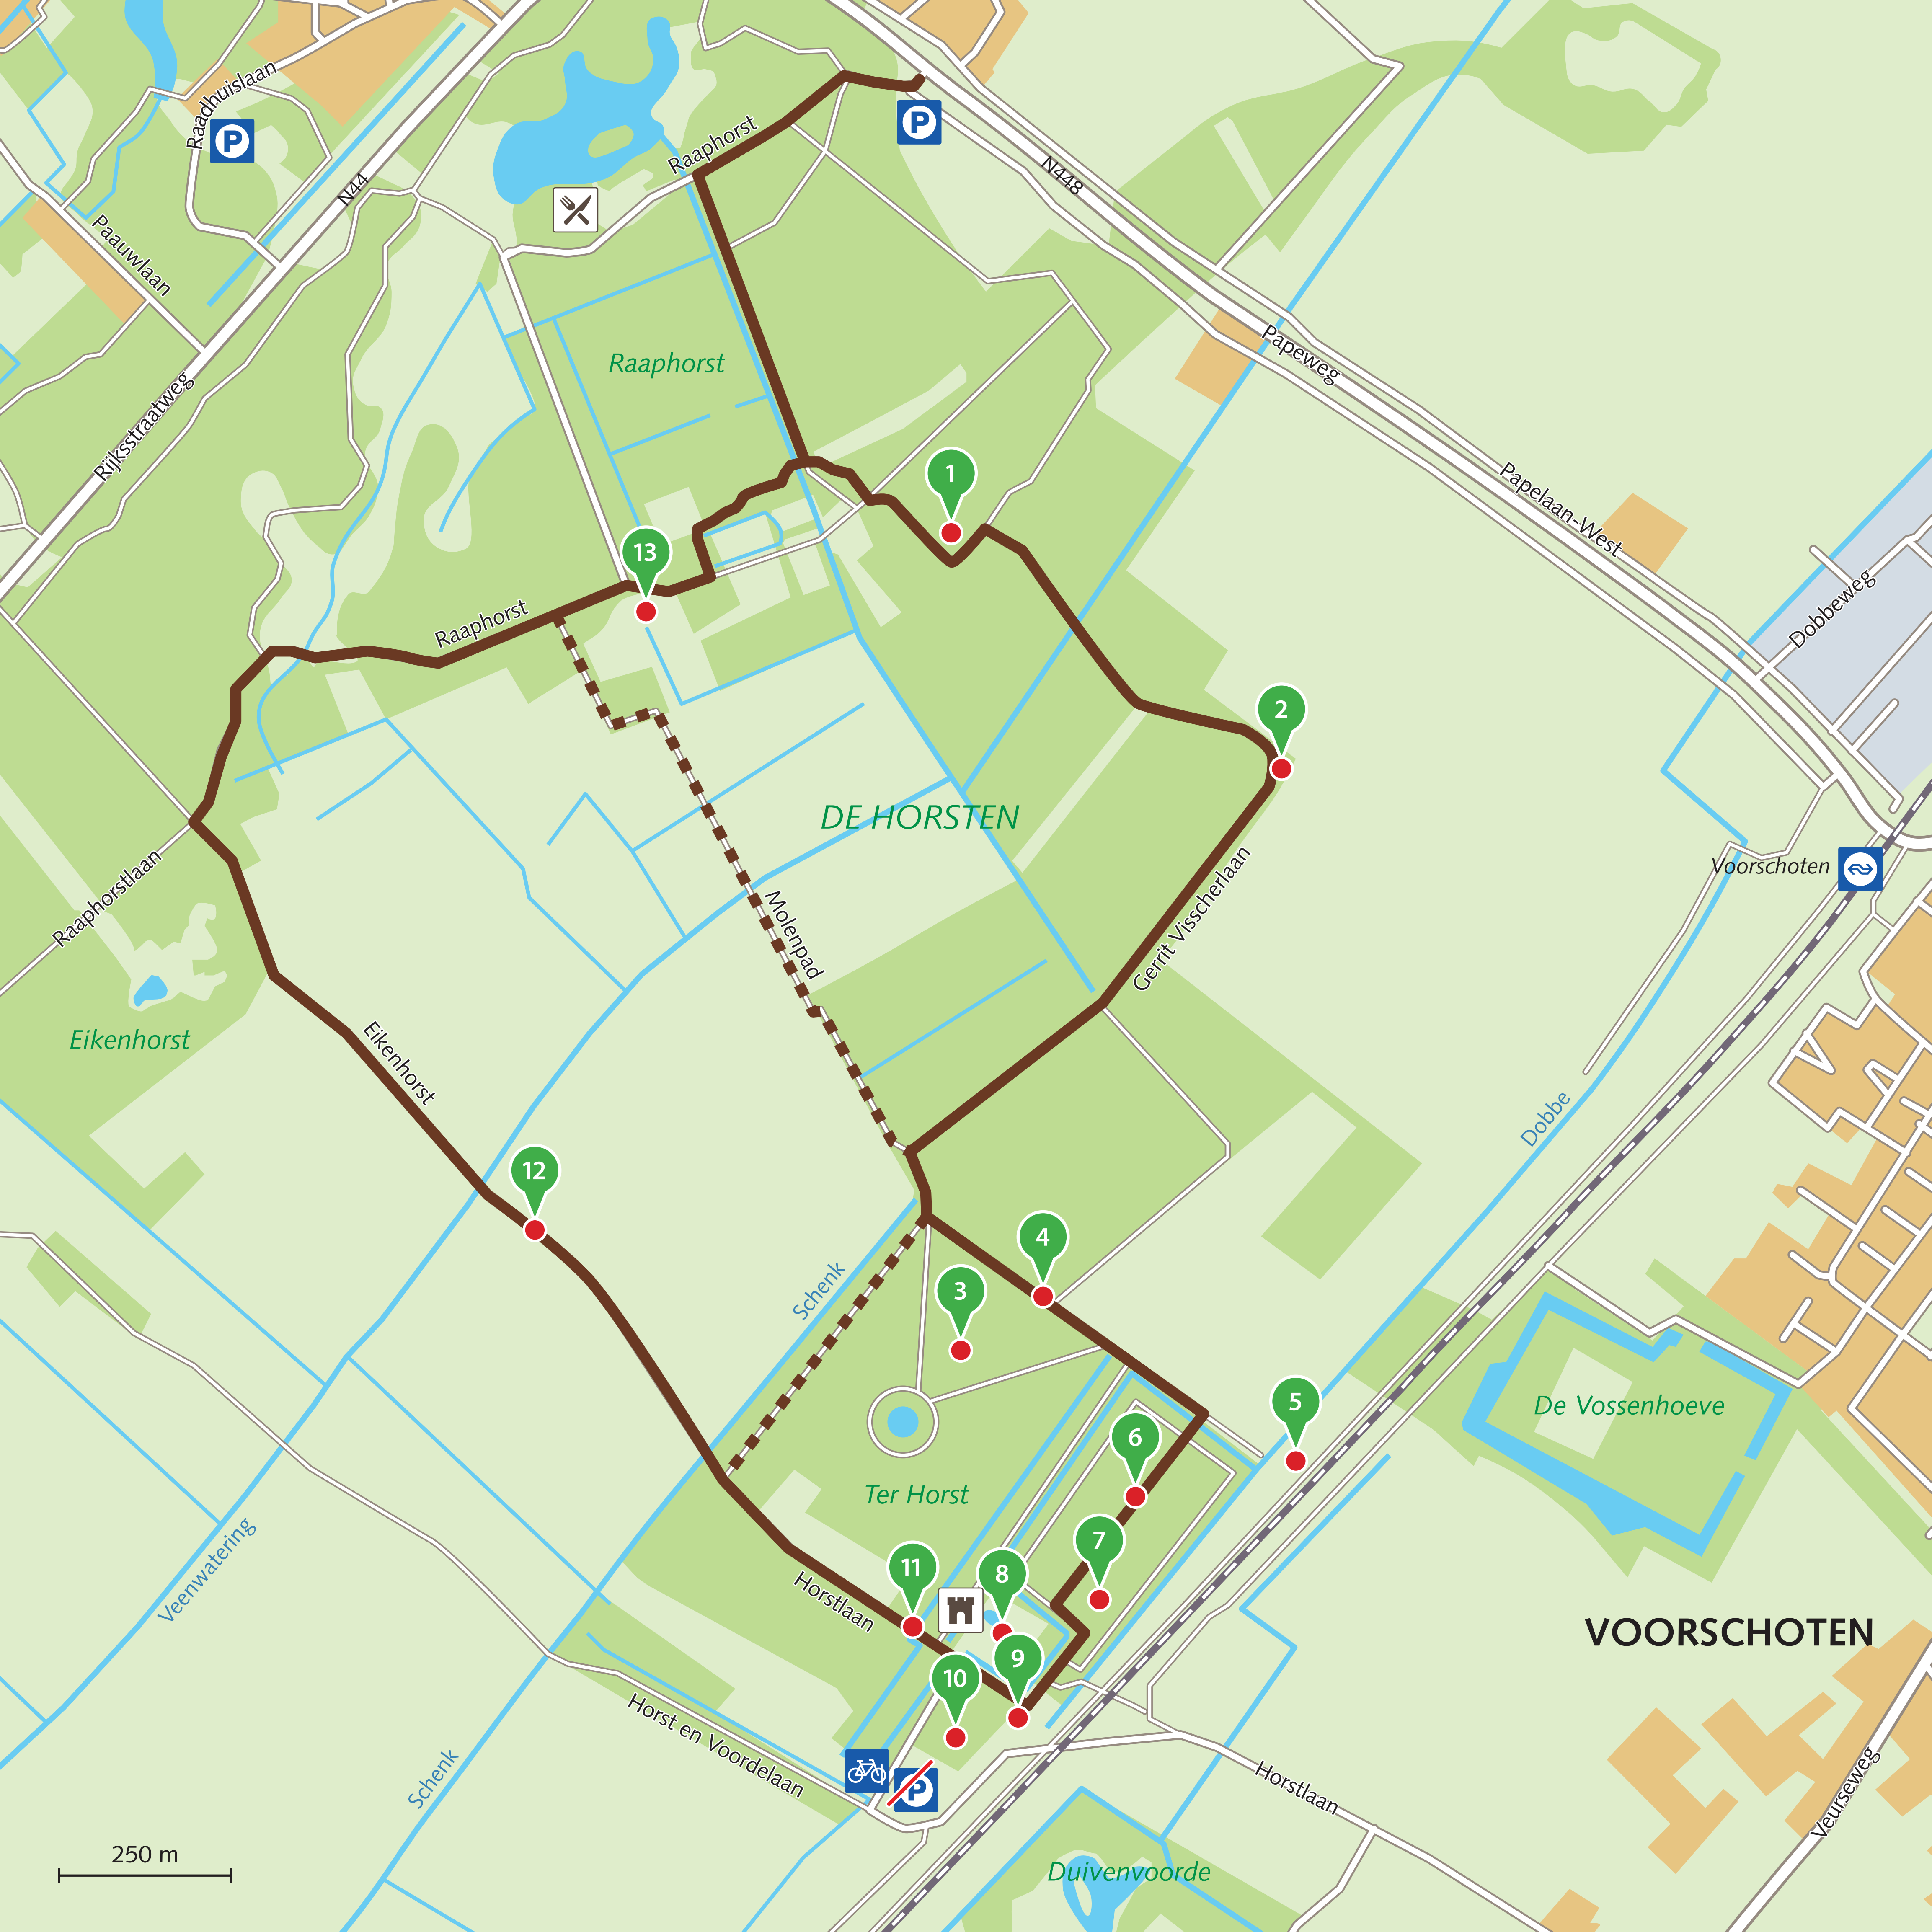 Raadhuislaan
P
N44
Paauwlaan
Rijksstraatweg
Raaphorst
P
N448
Papeweg
Papelaan-West
Dobbeweg
Raaphorst
1
13
Raaphorst
2
DE HORSTEN
Voorschoten
Raaphorstlaan
Molenpad
Gerrit Visscherlaan
Eikenhorst
Eikenhorst
Dobbe
12
4
Schenk
3
5
De Vossenhoeve
6
Ter Horst
7
11
8
Veenwatering
Horstlaan
9
10
VOORSCHOTEN
Horst en Voordelaan
Schenk
P
Horstlaan
Veurseweg
250 m
Duivenvoorde